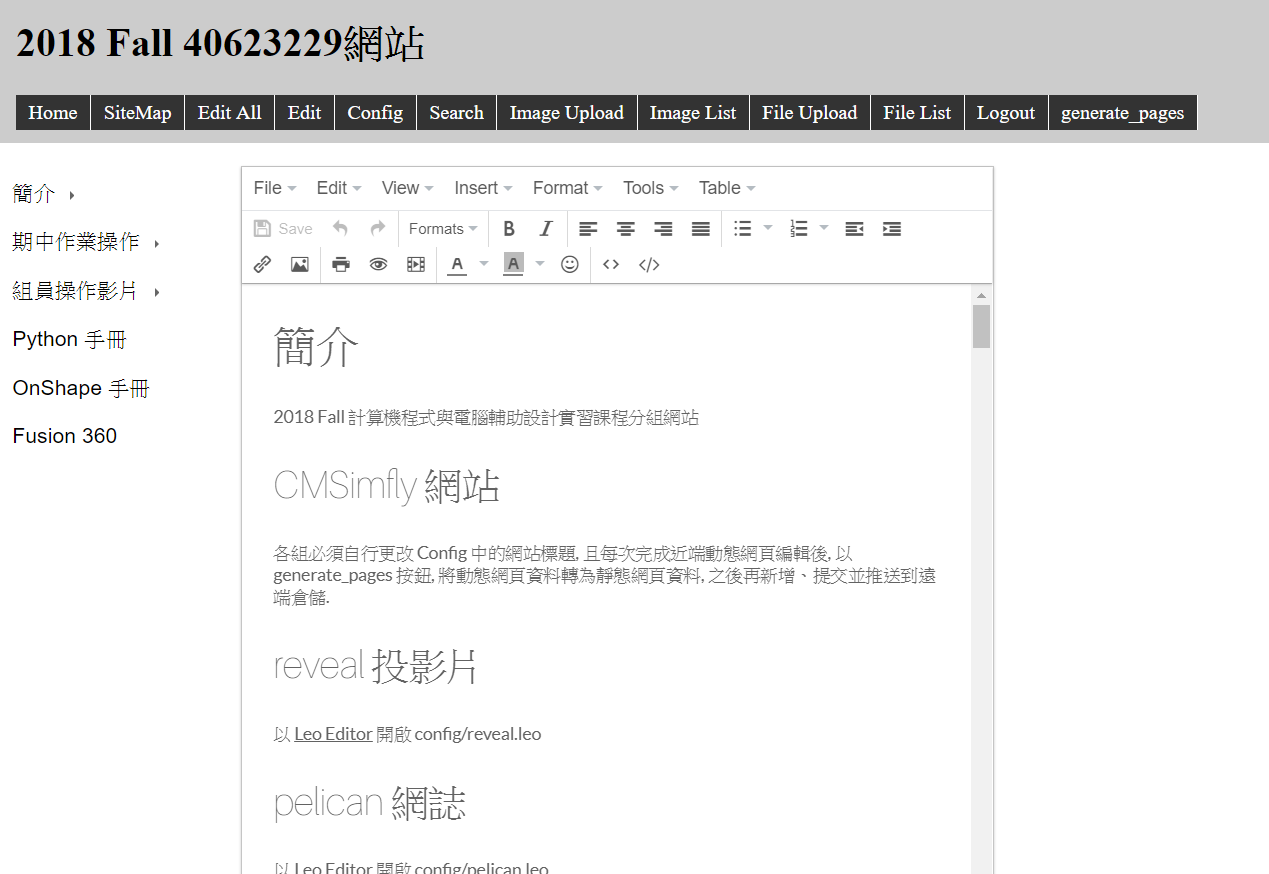 2018 Fall 40623229網站
Home SiteMap Edit All Edit Config Search Image Upload Image List File Upload File List Logout generate_pages
簡介
期中作業操作
組員操作影片
Python 手冊
OnShape 手冊
Fusion 360
File Edit View Insert Format Tools Table
Save Formats B I
A A
簡介
2018 Fall 計算機程式與電腦輔助設計實習課程分組網站
CMSimfly 網站
各組必須自行更改 Config 中的網站標題, 且每次完成近端動態網頁編輯後, 以
generate_pages 按鈕, 將動態網頁資料轉為靜態網頁資料, 之後再新增、提交並推送到遠
端倉儲.
reveal 投影片
以 Leo Editor 開啟 config/reveal.leo
pelican 網誌
以 Leo Editor 開啟 config/pelican.leo